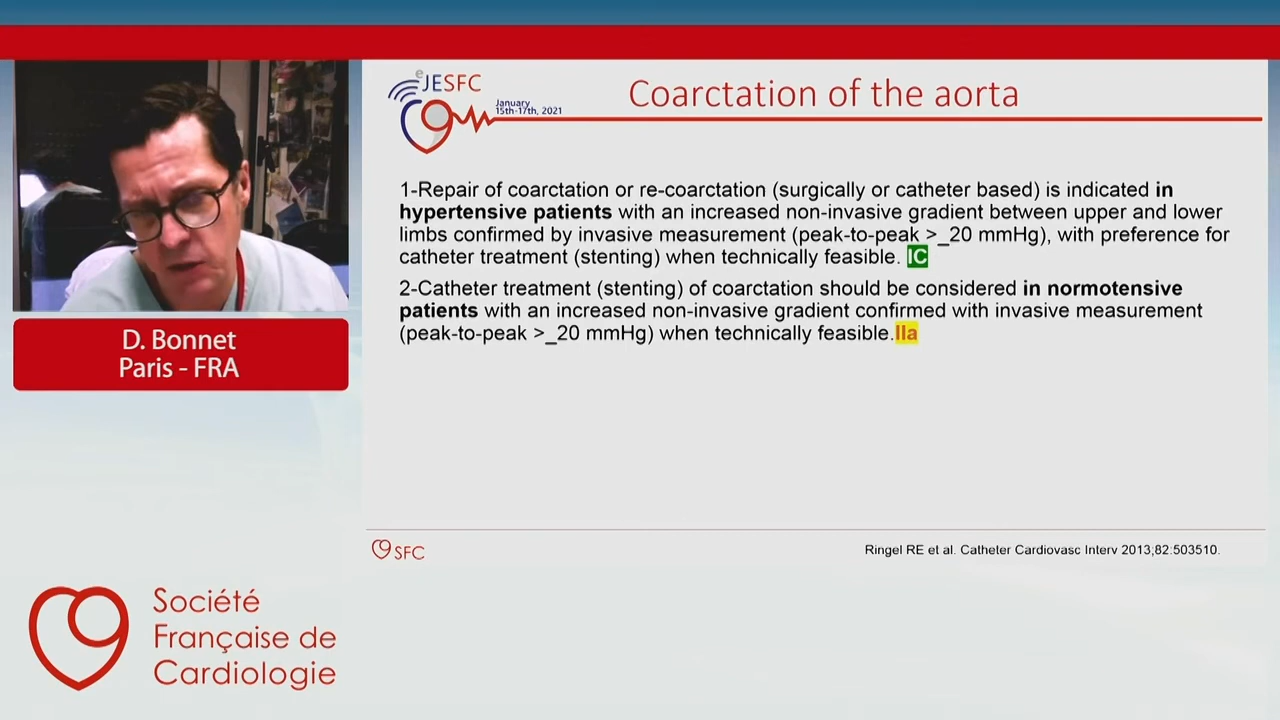 eJESFC
January
15th-17th, 2021
Coarctation of the aorta
1-Repair of coarctation or re-coarctation (surgically or catheter based) is indicated in
hypertensive patients with an increased non-invasive gradient between upper and lower
limbs confirmed by invasive measurement (peak-to-peak >_20 mmHg), with preference for
catheter treatment (stenting) when technically feasible. IC
2-Catheter treatment (stenting) of coarctation should be considered in normotensive
patients with an increased non-invasive gradient confirmed with invasive measurement
(peak-to-peak >_20 mmHg) when technically feasible.IIa
D. Bonnet
Paris - FRA
SFC
Ringel RE et al. Catheter Cardiovasc Interv 2013,82:503510.
Société
Française de
Cardiologie